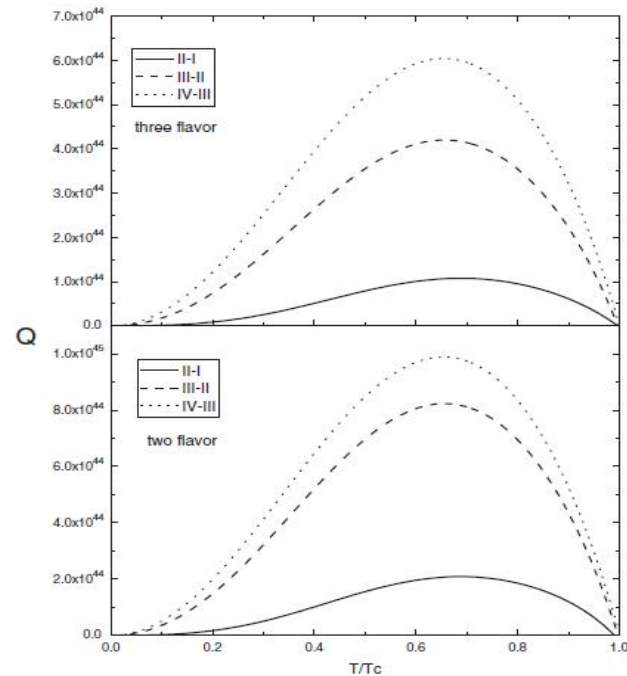 7.0x10^44
6.0x10^44
5.0x10^44
4.0x10^44
3.0x10^44
2.0x10^44
1.0x10^44
0.0
II-I
III-II
IV-III
three flavor
Q
1.0x10^45
8.0x10^44
6.0x10^44
4.0x10^44
2.0x10^44
0.0
II-I
III-II
IV-III
two flavor
0.0 0.2 0.4 0.6 0.8 1.0
T/Tc